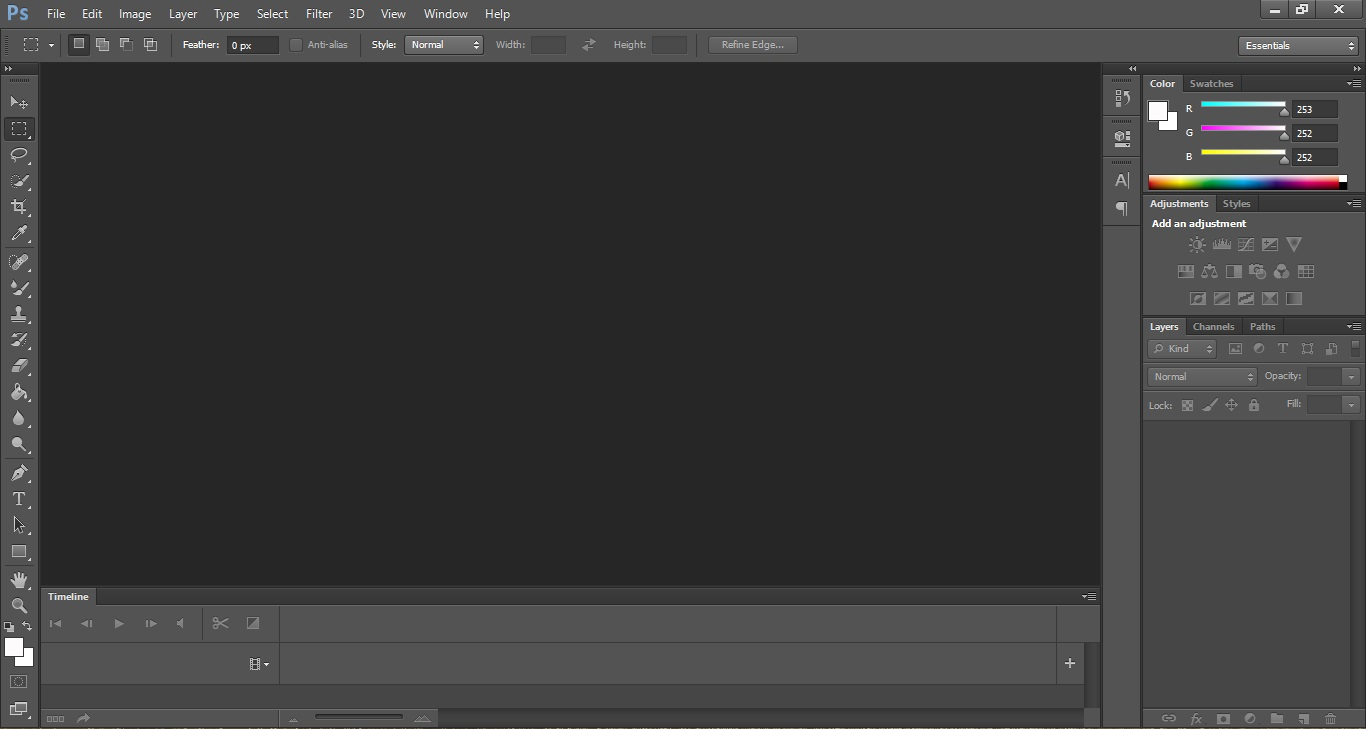 Ps File Edit Image Layer Type Select Filter 3D View Window Help
Feather: 0 px Anti-alias Style: Normal Width: Height: Refine Edge... Essentials
Color Swatches
R 253
G 252
B 252
Adjustments Styles
Add an adjustment
Layers Channels Paths
Kind
Normal Opacity:
Lock: Fill:
Timeline